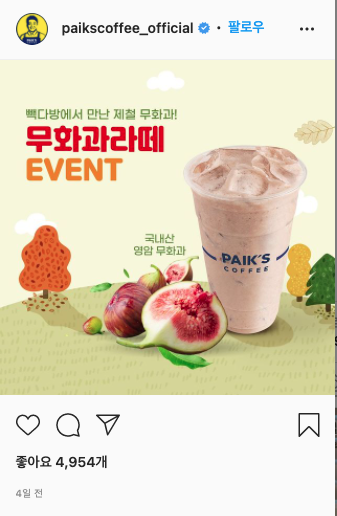 paikscoffee_official • 팔로우
빽다방에서 만난 제철 무화과!
무화과라떼
EVENT
국내산
영암 무화과
PAIK'S
COFFEE
좋아요 4,954개
4일 전